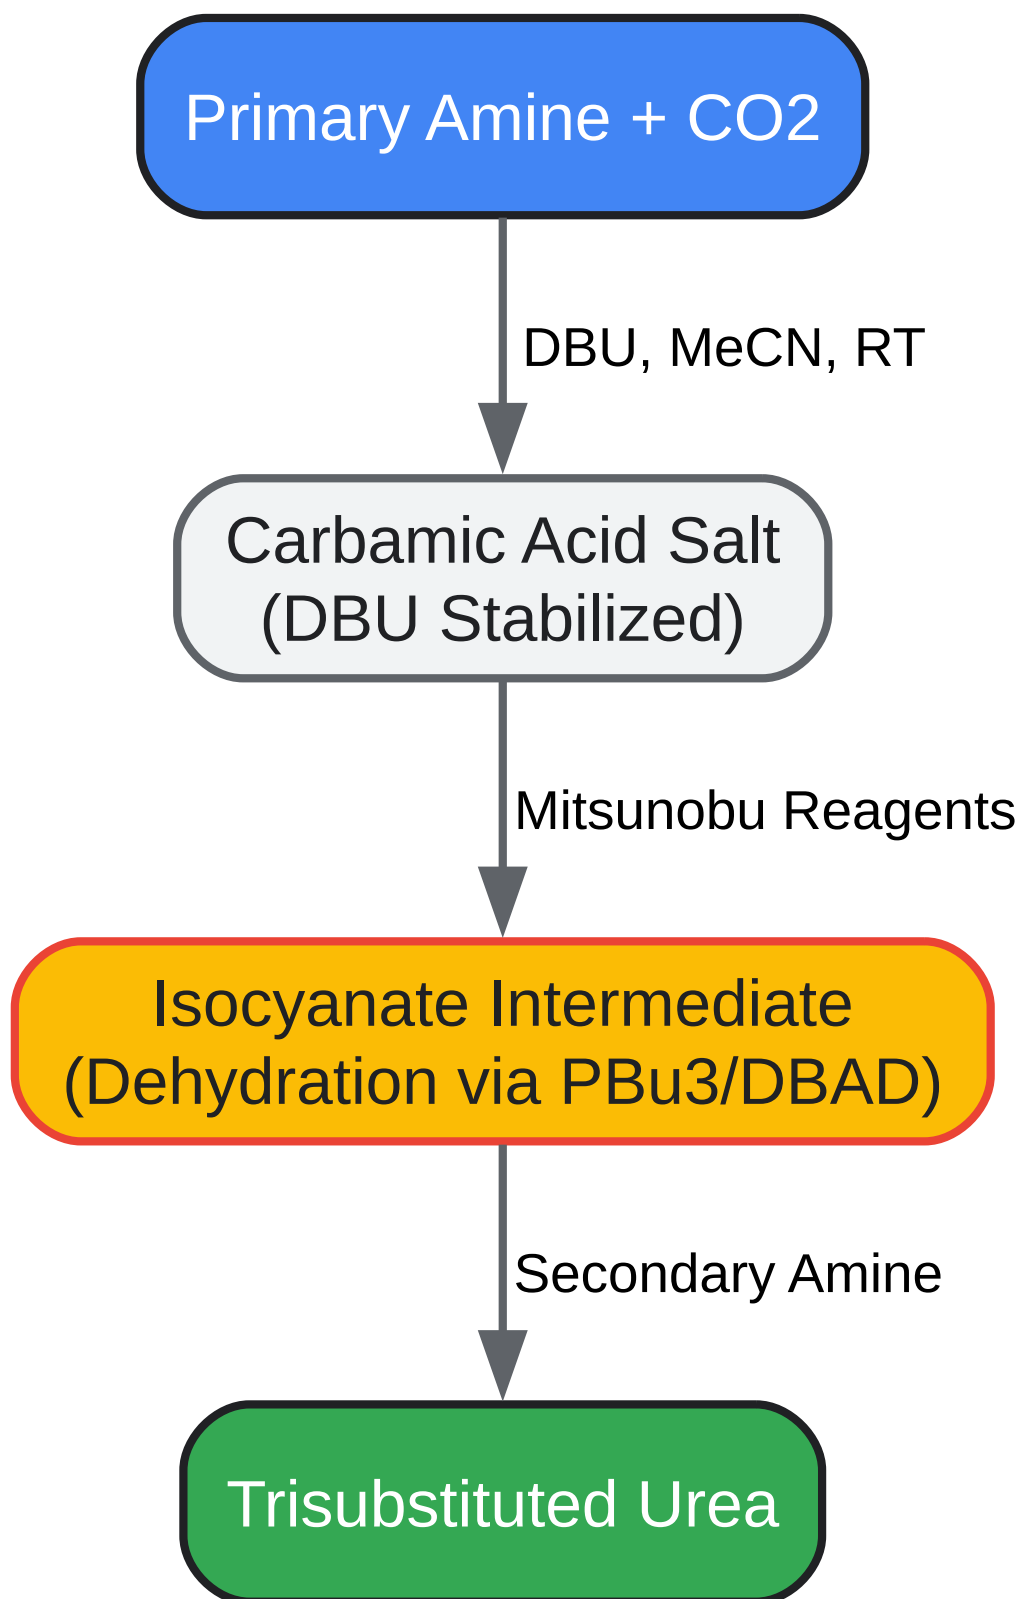 Primary Amine + CO2
DBU, MeCN, RT
Carbamic Acid Salt
(DBU Stabilized)
Mitsunobu Reagents
Isocyanate Intermediate
(Dehydration via PBu3/DBAD)
Secondary Amine
Trisubstituted Urea